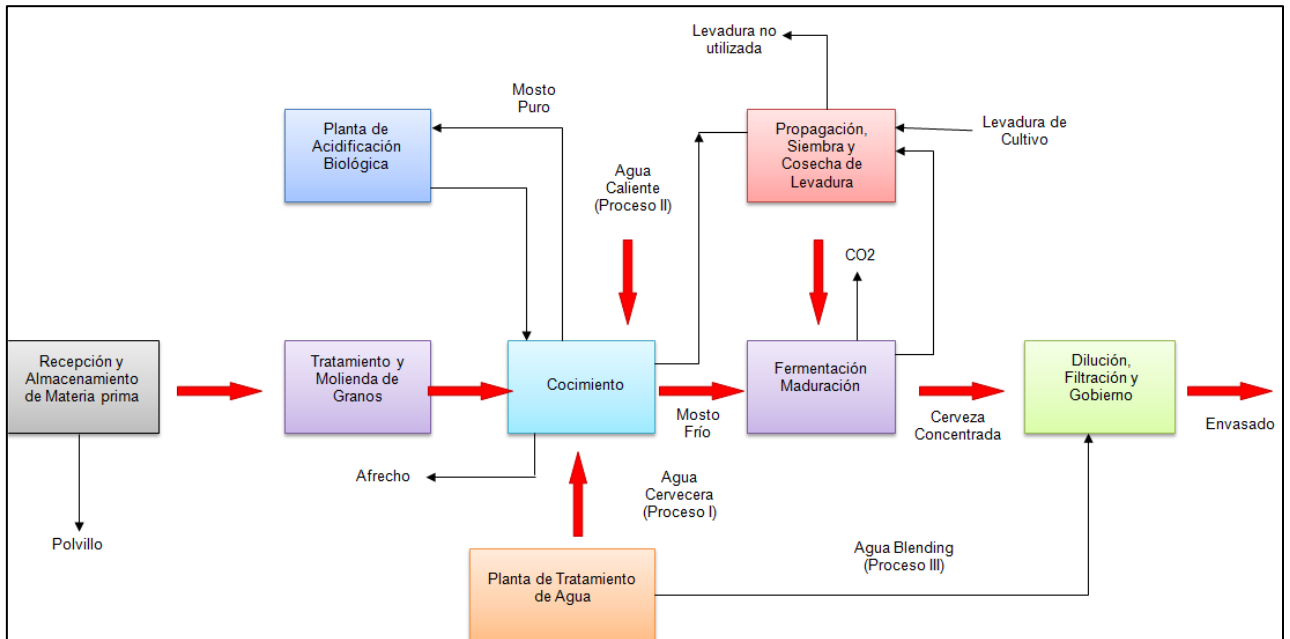 Levadura no
utilizada
Mosto
Puro
Planta de
Acidificación
Biológica
Propagación,
Siembra y
Cosecha de
Levadura
Levadura de
Cultivo
Agua
Caliente
(Proceso II)
CO2
Recepción y
Almacenamiento
de Materia prima
Tratamiento y
Molienda de
Granos
Cocimiento
Fermentación
Maduración
Dilución,
Filtración y
Gobierno
Mosto
Frío
Cerveza
Concentrada
Envasado
Afrecho
Agua
Cervecera
(Proceso I)
Polvillo
Agua Blending
(Proceso III)
Planta de Tratamiento
de Agua